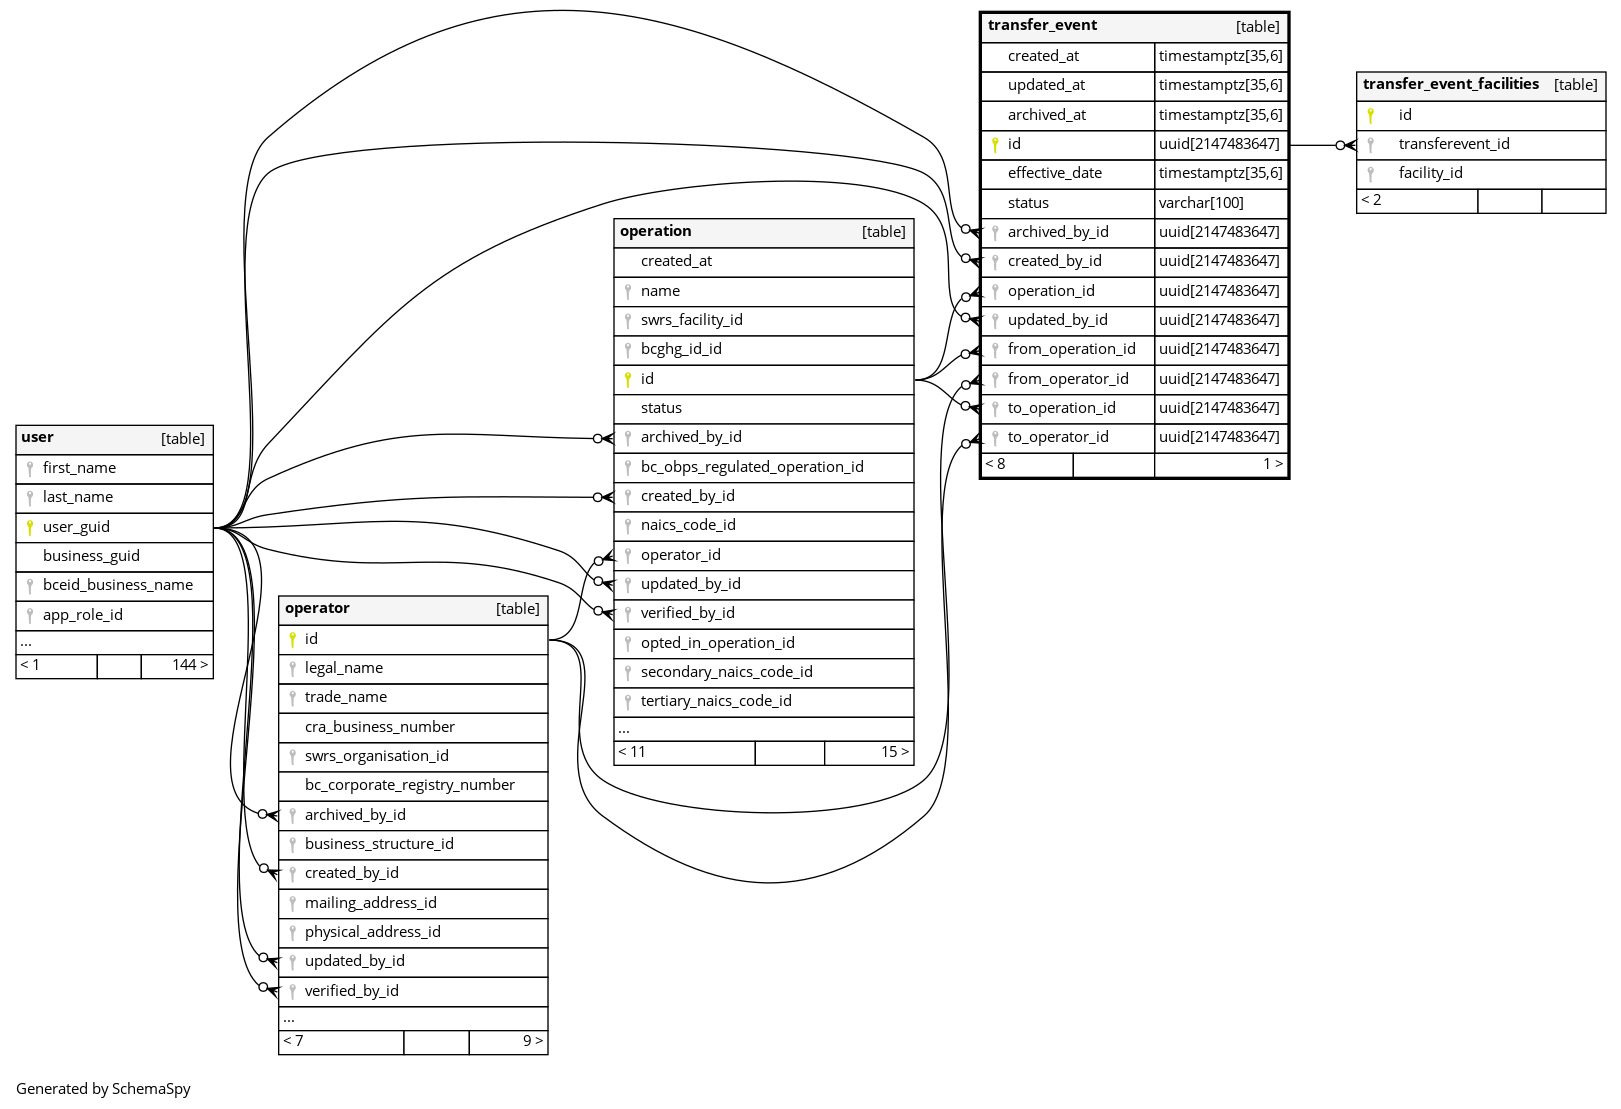 transfer_event [table]
created_at timestamptz[35,6]
updated_at timestamptz[35,6]
archived_at timestamptz[35,6]
id uuid[2147483647]
effective_date timestamptz[35,6]
status varchar[100]
archived_by_id uuid[2147483647]
created_by_id uuid[2147483647]
operation_id uuid[2147483647]
updated_by_id uuid[2147483647]
from_operation_id uuid[2147483647]
from_operator_id uuid[2147483647]
to_operation_id uuid[2147483647]
to_operator_id uuid[2147483647]
< 8 1 >
transfer_event_facilities [table]
id
transferevent_id
facility_id
< 2
operation [table]
created_at
name
swrs_facility_id
bcghg_id_id
id
status
archived_by_id
bc_obps_regulated_operation_id
created_by_id
naics_code_id
operator_id
updated_by_id
verified_by_id
opted_in_operation_id
secondary_naics_code_id
tertiary_naics_code_id
...
< 11 15 >
user [table]
first_name
last_name
user_guid
business_guid
bceid_business_name
app_role_id
...
< 1 144 >
operator [table]
id
legal_name
trade_name
cra_business_number
swrs_organisation_id
bc_corporate_registry_number
archived_by_id
business_structure_id
created_by_id
mailing_address_id
physical_address_id
updated_by_id
verified_by_id
...
< 7 9 >
Generated by SchemaSpy